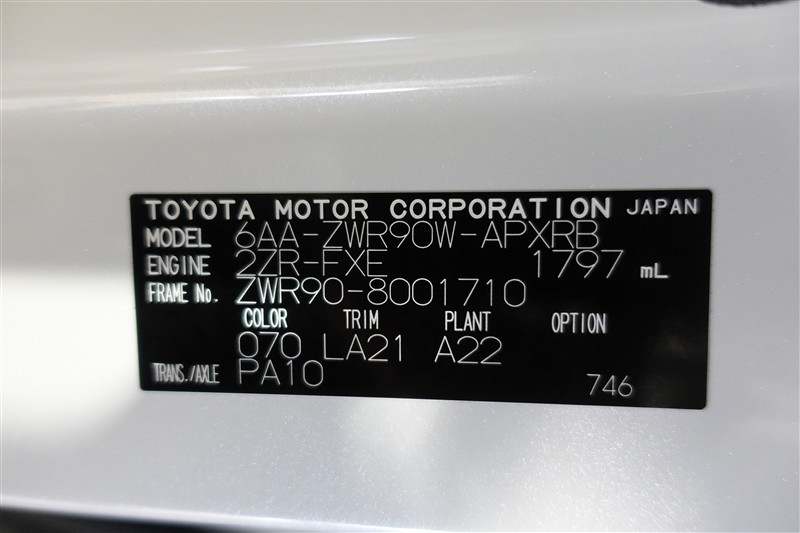 TOYOTA MOTOR CORPORATION JAPAN
MODEL 6AA-ZWR90W-APXRB
ENGINE 2ZR-FXE 1797 mL
FRAME No. ZWR90-8001710
COLOR TRIM PLANT OPTION
070 LA21 A22
TRANS./AXLE PA10 746